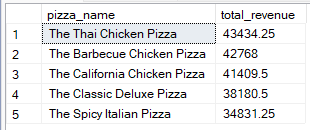 pizza_name total_revenue
1 The Thai Chicken Pizza 43434.25
2 The Barbecue Chicken Pizza 42768
3 The California Chicken Pizza 41409.5
4 The Classic Deluxe Pizza 38180.5
5 The Spicy Italian Pizza 34831.25